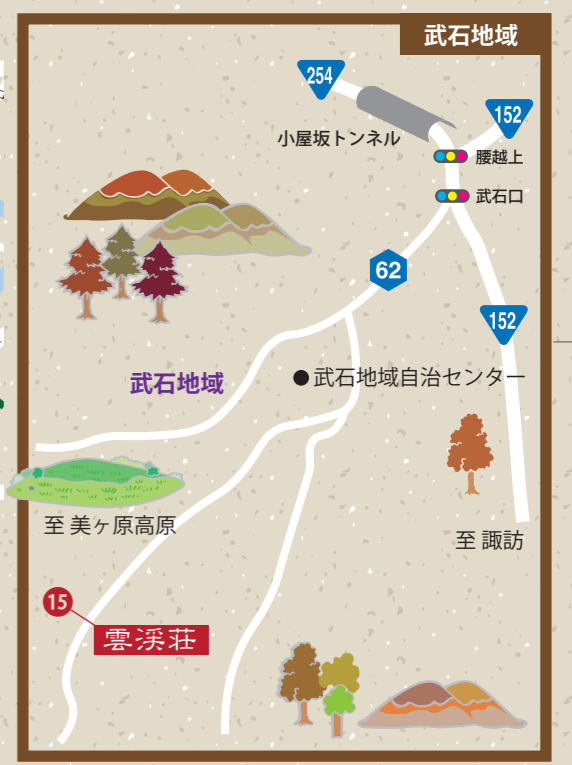 武石地域
254
152
小屋坂トンネル
腰越上
武石口
62
152
武石地域
●武石地域自治センター
至 美ヶ原高原
至 諏訪
15
雲渓荘